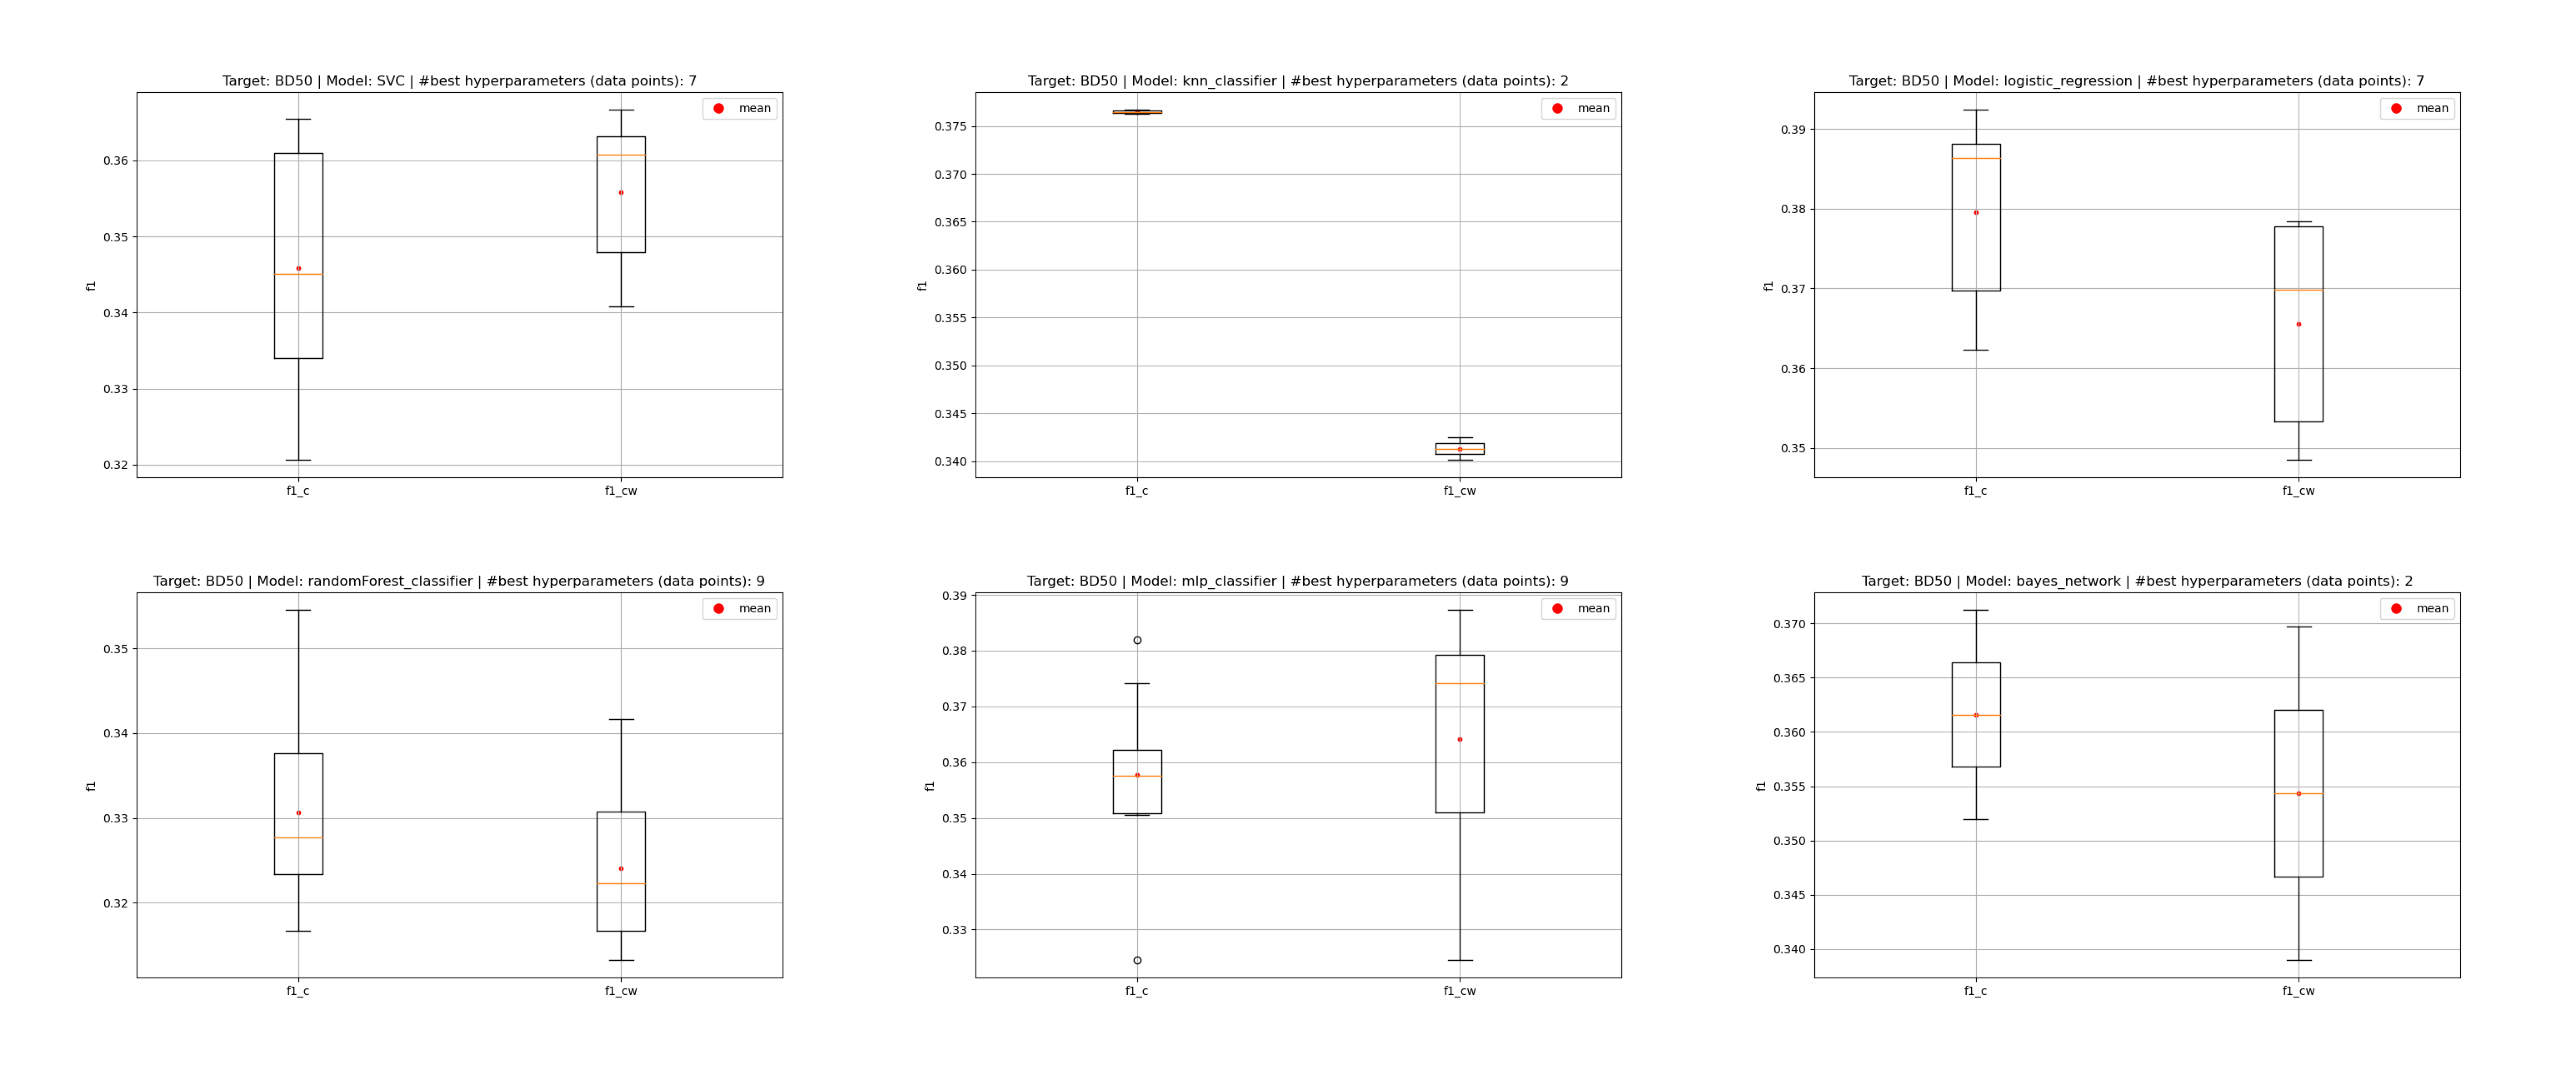 Target: BD50 | Model: SVC | #best hyperparameters (data points): 7
mean
0.36
0.35
0.34
0.33
0.32
f1
f1_c
f1_cw
Target: BD50 | Model: knn_classifier | #best hyperparameters (data points): 2
mean
0.375
0.370
0.365
0.360
0.355
0.350
0.345
0.340
f1
f1_c
f1_cw
Target: BD50 | Model: logistic_regression | #best hyperparameters (data points): 7
mean
0.39
0.38
0.37
0.36
0.35
f1
f1_c
f1_cw
Target: BD50 | Model: randomForest_classifier | #best hyperparameters (data points): 9
mean
0.35
0.34
0.33
0.32
f1
f1_c
f1_cw
Target: BD50 | Model: mlp_classifier | #best hyperparameters (data points): 9
mean
0.39
0.38
0.37
0.36
0.35
0.34
0.33
f1
f1_c
f1_cw
Target: BD50 | Model: bayes_network | #best hyperparameters (data points): 2
mean
0.370
0.365
0.360
0.355
0.350
0.345
0.340
f1
f1_c
f1_cw